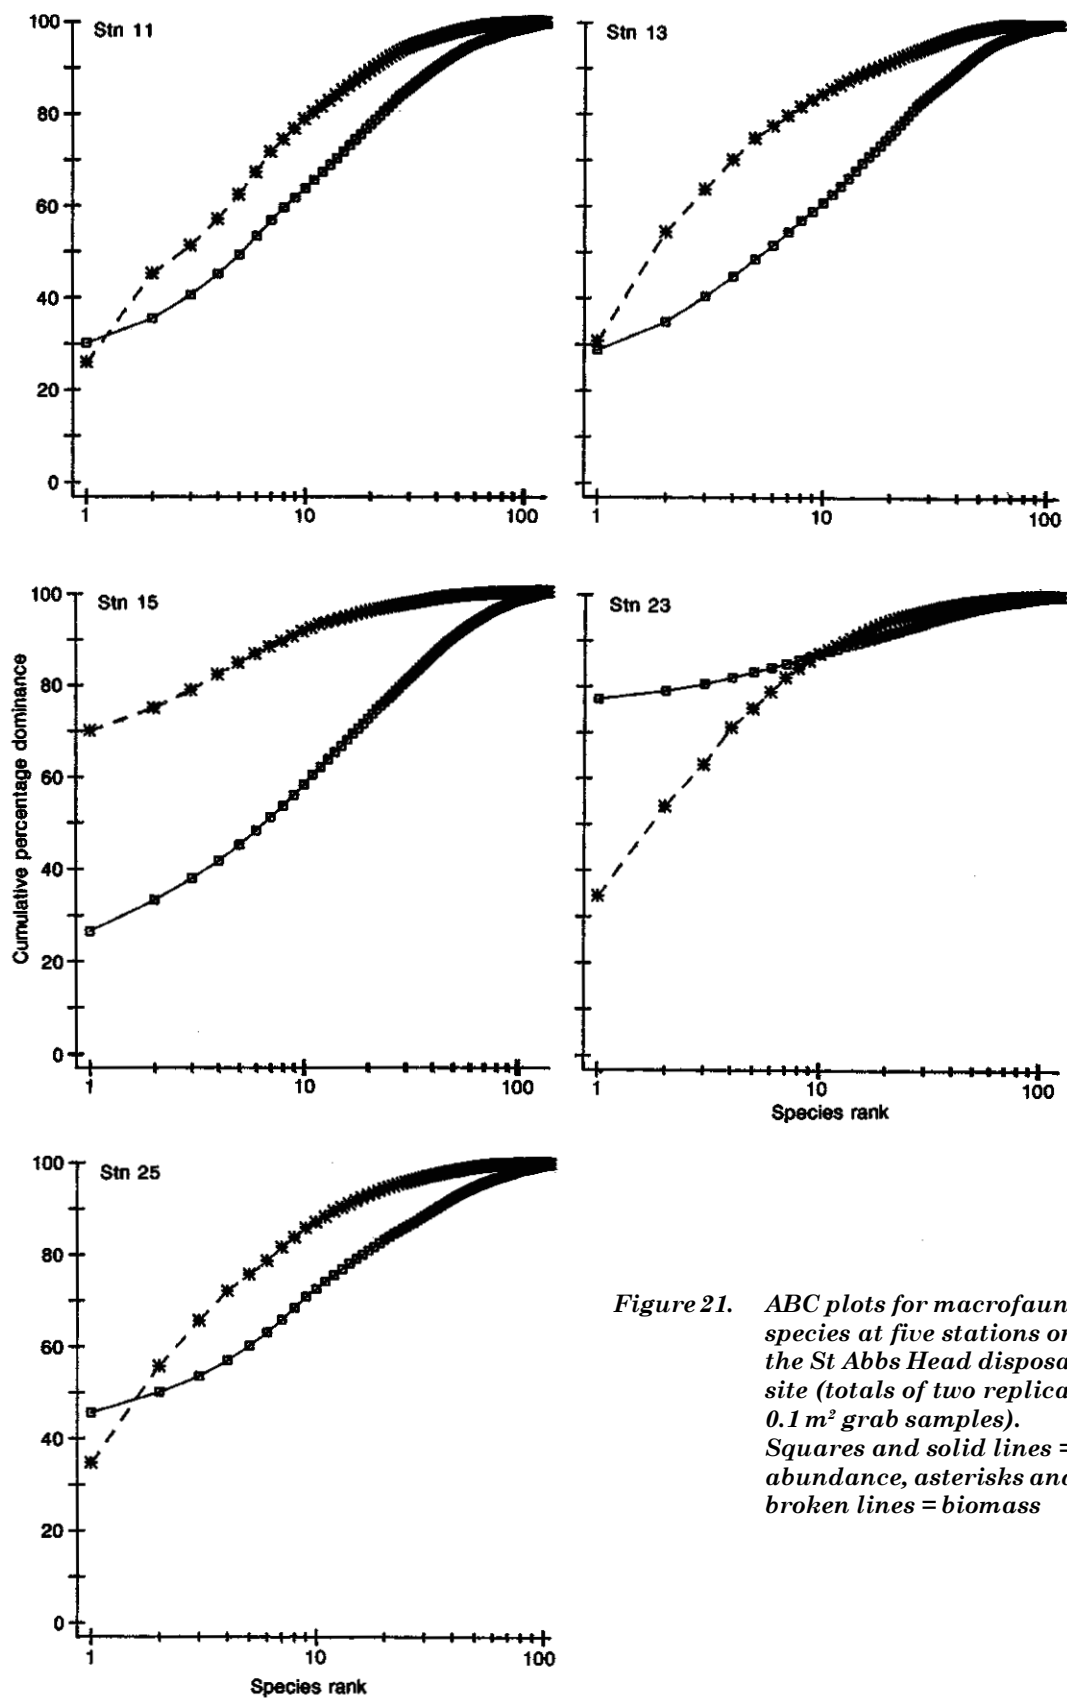 Stn 11
100
80
60
40
20
0
1 10 100
Stn 13
1 10 100
Cumulative percentage dominance
Stn 15
100
80
60
40
20
0
1 10 100
Stn 23
1 10 100
Species rank
Stn 25
100
80
60
40
20
0
1 10 100
Species rank
Figure 21. ABC plots for macrofaun
species at five stations
the St Abbs Head disposa
site (totals of two replica
0.1 m² grab samples).
Squares and solid lines =
abundance, asterisks
broken lines = biomass